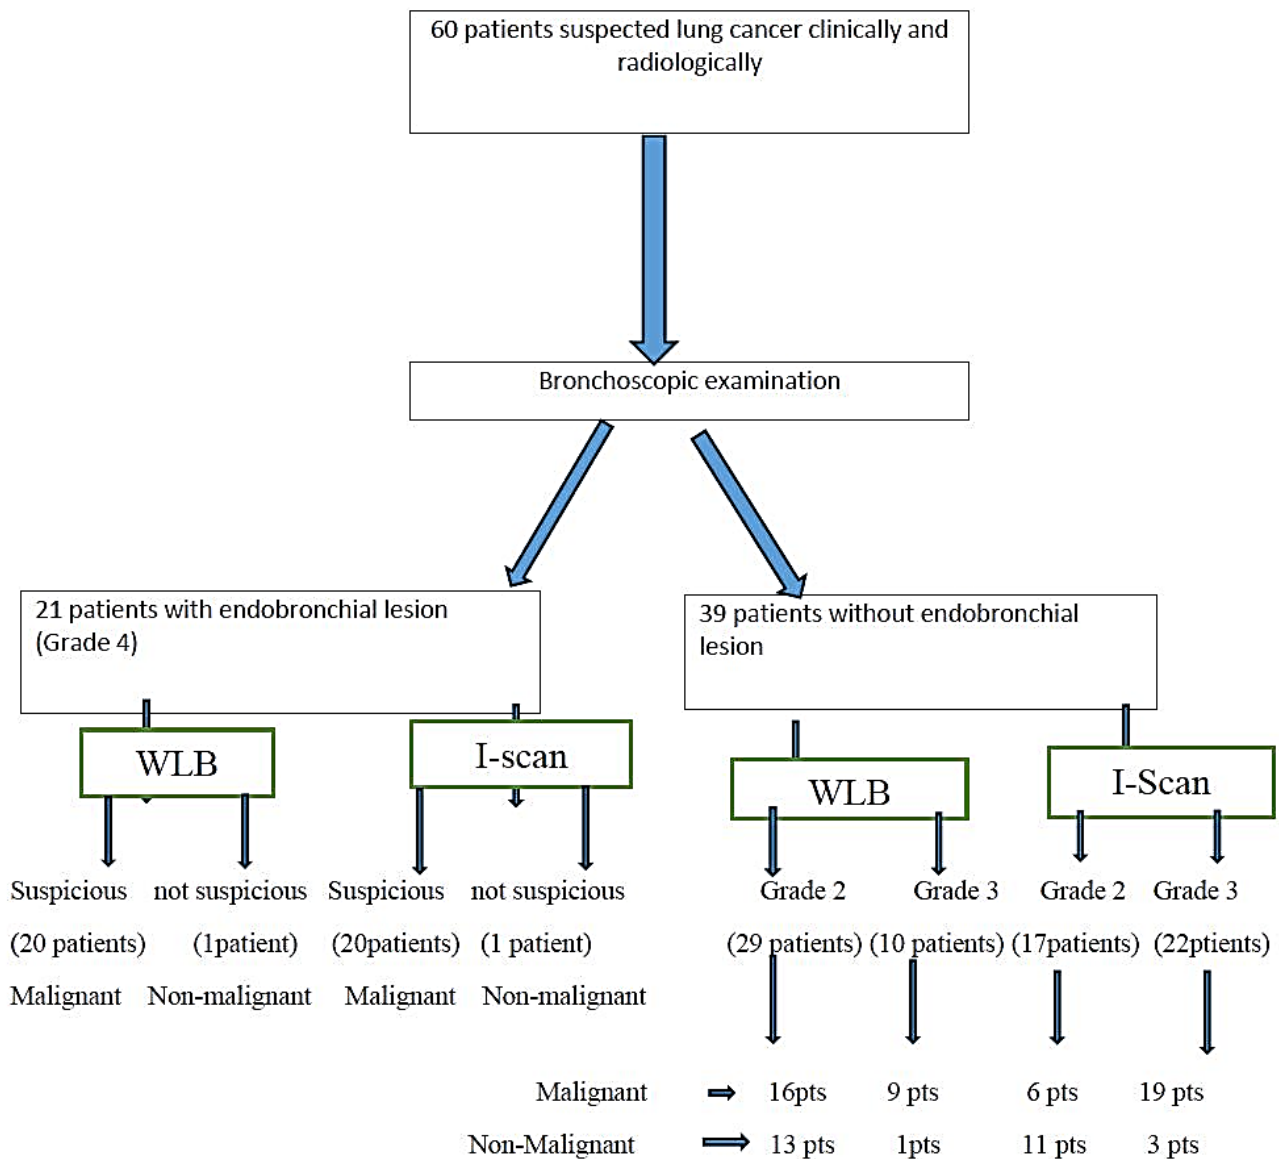 60 patients suspected lung cancer clinically and
radiologically
Bronchoscopic examination
21 patients with endobronchial lesion
(Grade 4)
39 patients without endobronchial
lesion
WLB
I-scan
WLB
I-Scan
Suspicious not suspicious Suspicious not suspicious Grade 2 Grade 3 Grade 2 Grade 3
(20 patients) (1patient) (20patients) (1 patient) (29 patients) (10 patients) (17patients) (22ptients)
Malignant Non-malignant Malignant Non-malignant
Malignant 16pts 9 pts 6 pts 19 pts
Non-Malignant 13 pts 1pts 11 pts 3 pts